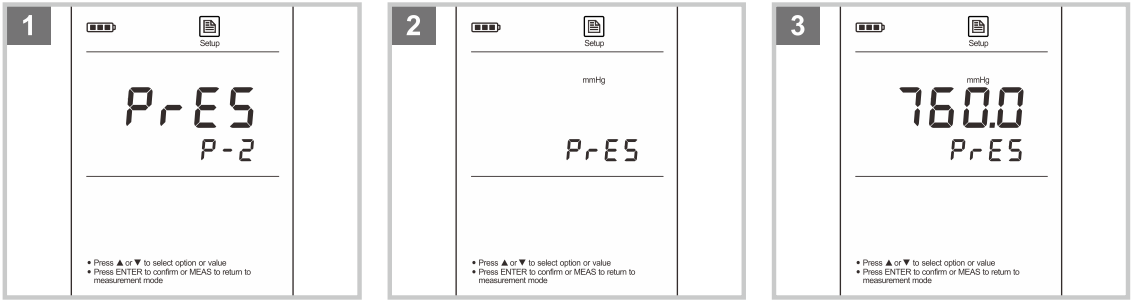 1
Setup
PrES
P-2
• Press ▲ or ▼ to select option or value
• Press ENTER to confirm or MEAS to return to
measurement mode
2
Setup
mmHg
PrES
• Press ▲ or ▼ to select option or value
• Press ENTER to confirm or MEAS to return to
measurement mode
3
Setup
mmHg
760.0
PrES
• Press ▲ or ▼ to select option or value
• Press ENTER to confirm or MEAS to return to
measurement mode